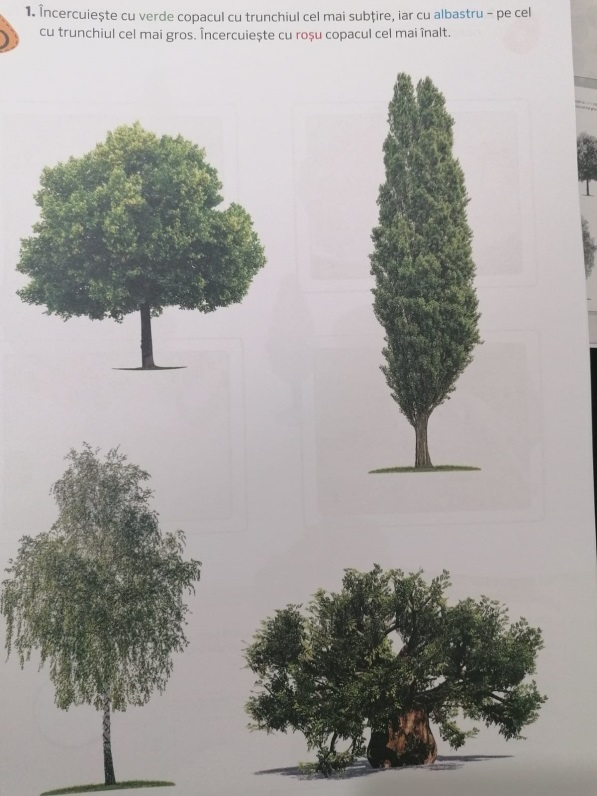 1. Încercuiește cu verde copacul cu trunchiul cel mai subțire, iar cu albastru – pe cel
cu trunchiul cel mai gros. Încercuiește cu roșu copacul cel mai înalt.